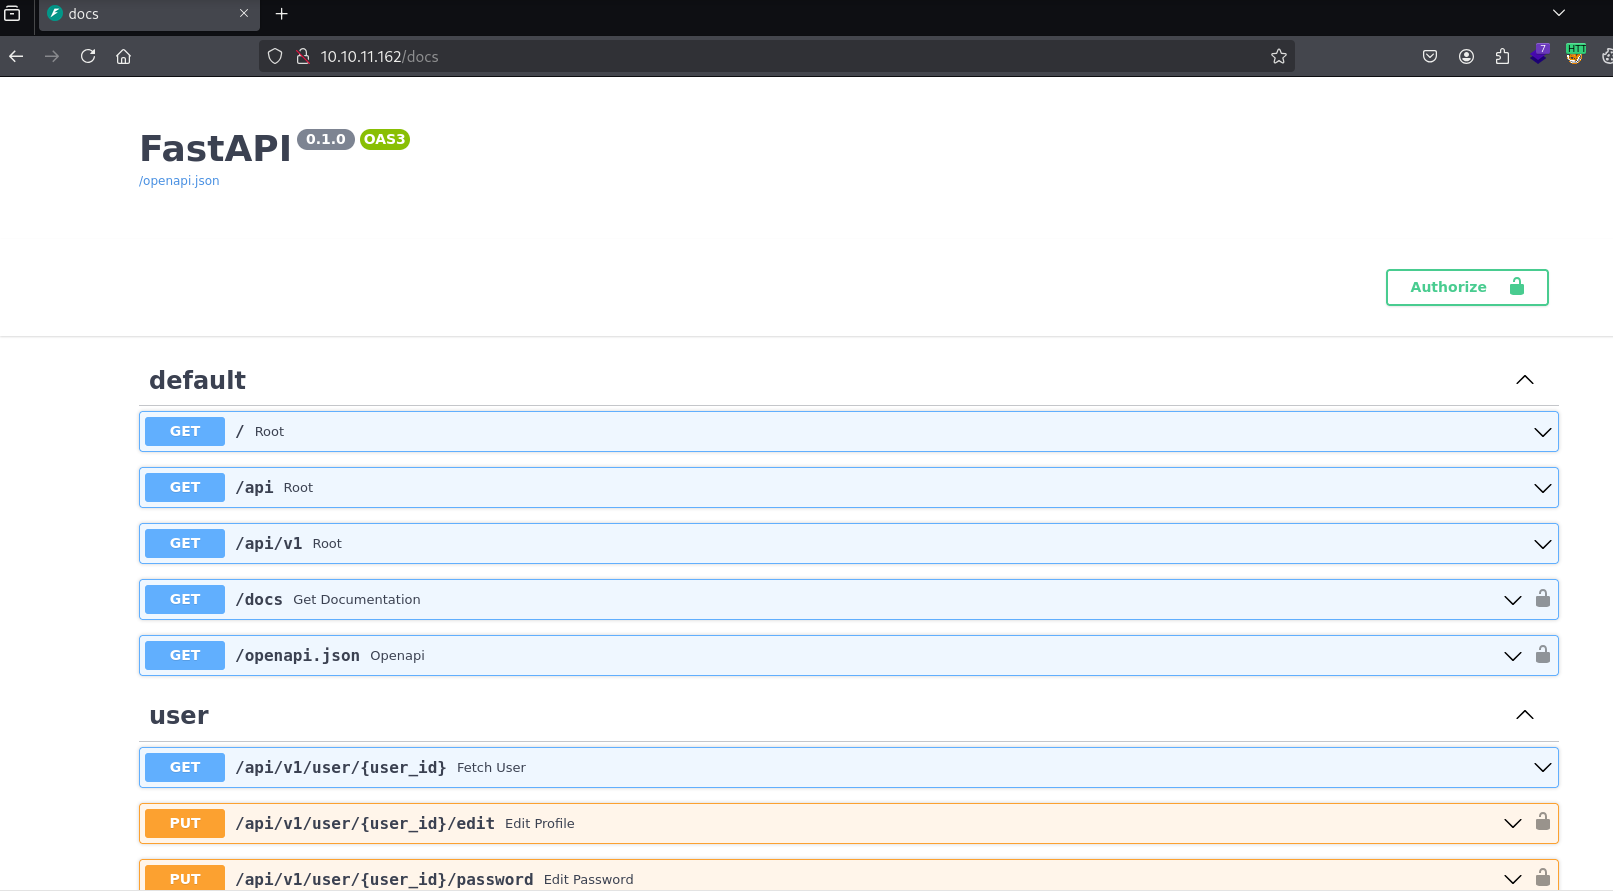 docs
10.10.11.162/docs
7
HTT
FastAPI 0.1.0 OAS3
/openapi.json
Authorize
default
GET / Root
GET /api Root
GET /api/v1 Root
GET /docs Get Documentation
GET /openapi.json Openapi
user
GET /api/v1/user/{user_id} Fetch User
PUT /api/v1/user/{user_id}/edit Edit Profile
PUT /api/v1/user/{user_id}/password Edit Password